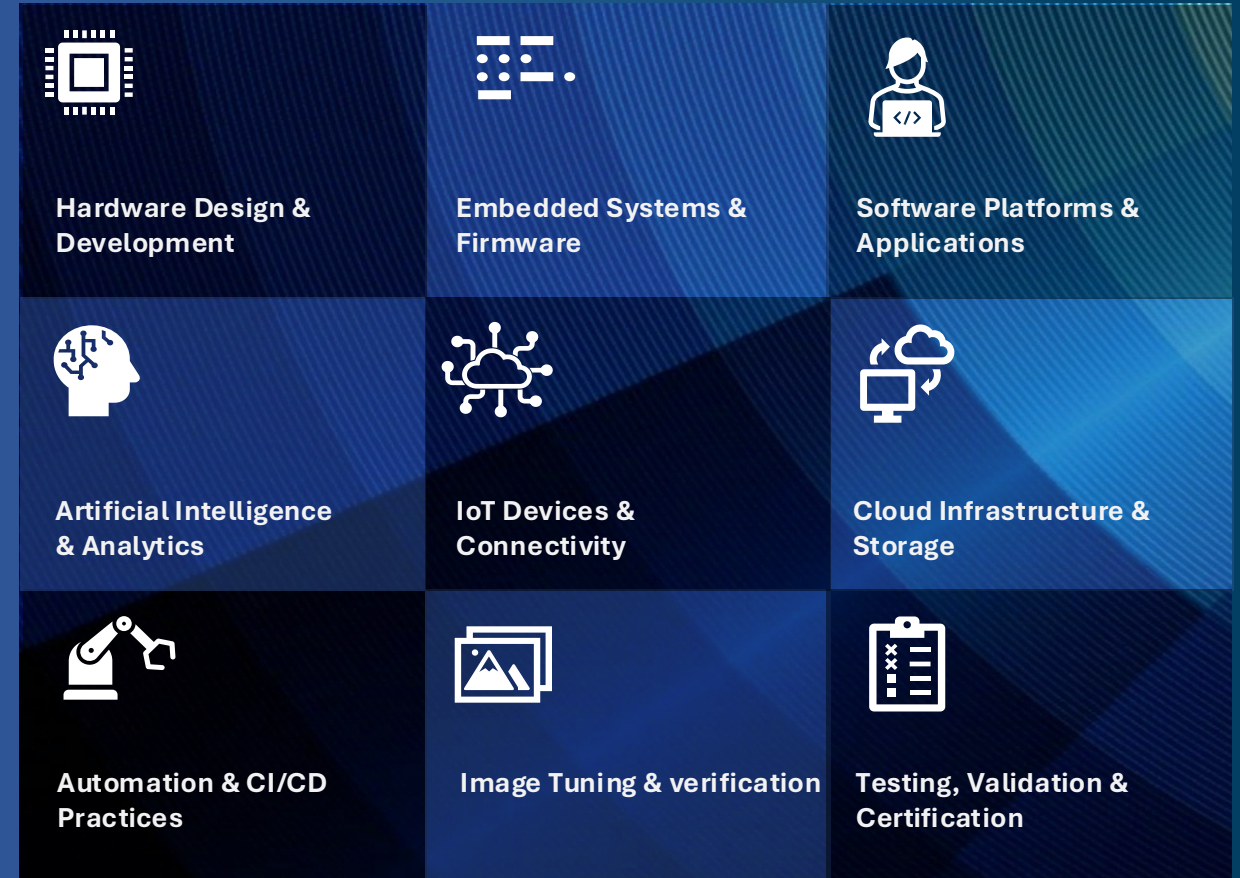 </>
Hardware Design &
Development
Embedded Systems &
Firmware
Software Platforms &
Applications
Artificial Intelligence
& Analytics
IoT Devices &
Connectivity
Cloud Infrastructure &
Storage
Automation & CI/CD
Practices
Image Tuning & verification
Testing, Validation &
Certification